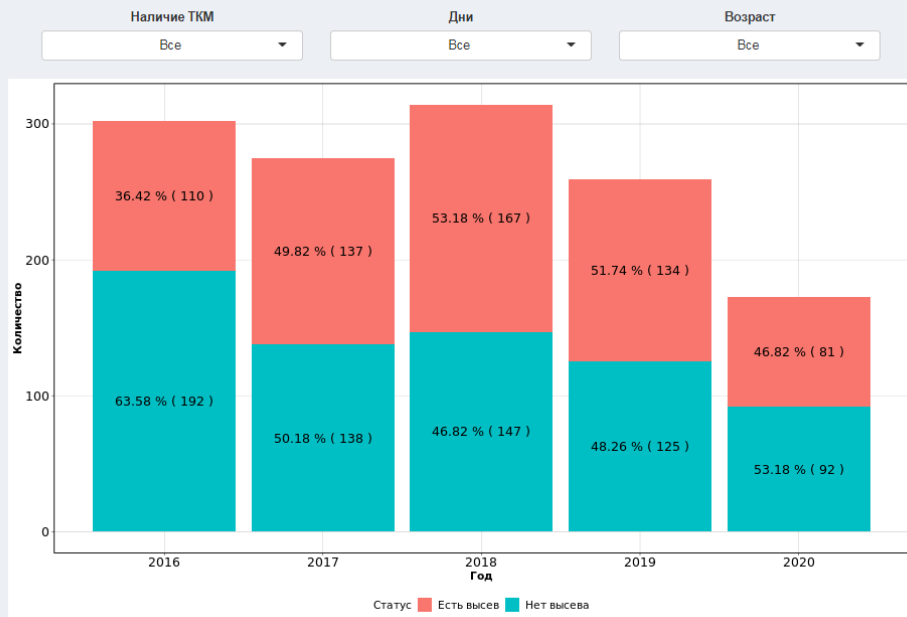 Наличие ТКМ Дни Возраст
Все Все Все
300
36.42 % ( 110 )
53.18 % ( 167 )
49.82 % ( 137 )
51.74 % ( 134 )
200
46.82 % ( 81 )
63.58 % ( 192 )
100
46.82 % ( 147 )
50.18 % ( 138 )
48.26 % ( 125 )
53.18 % ( 92 )
0
Количество
2016 2017 2018 2019 2020
Год
Статус Есть высев Нет высева